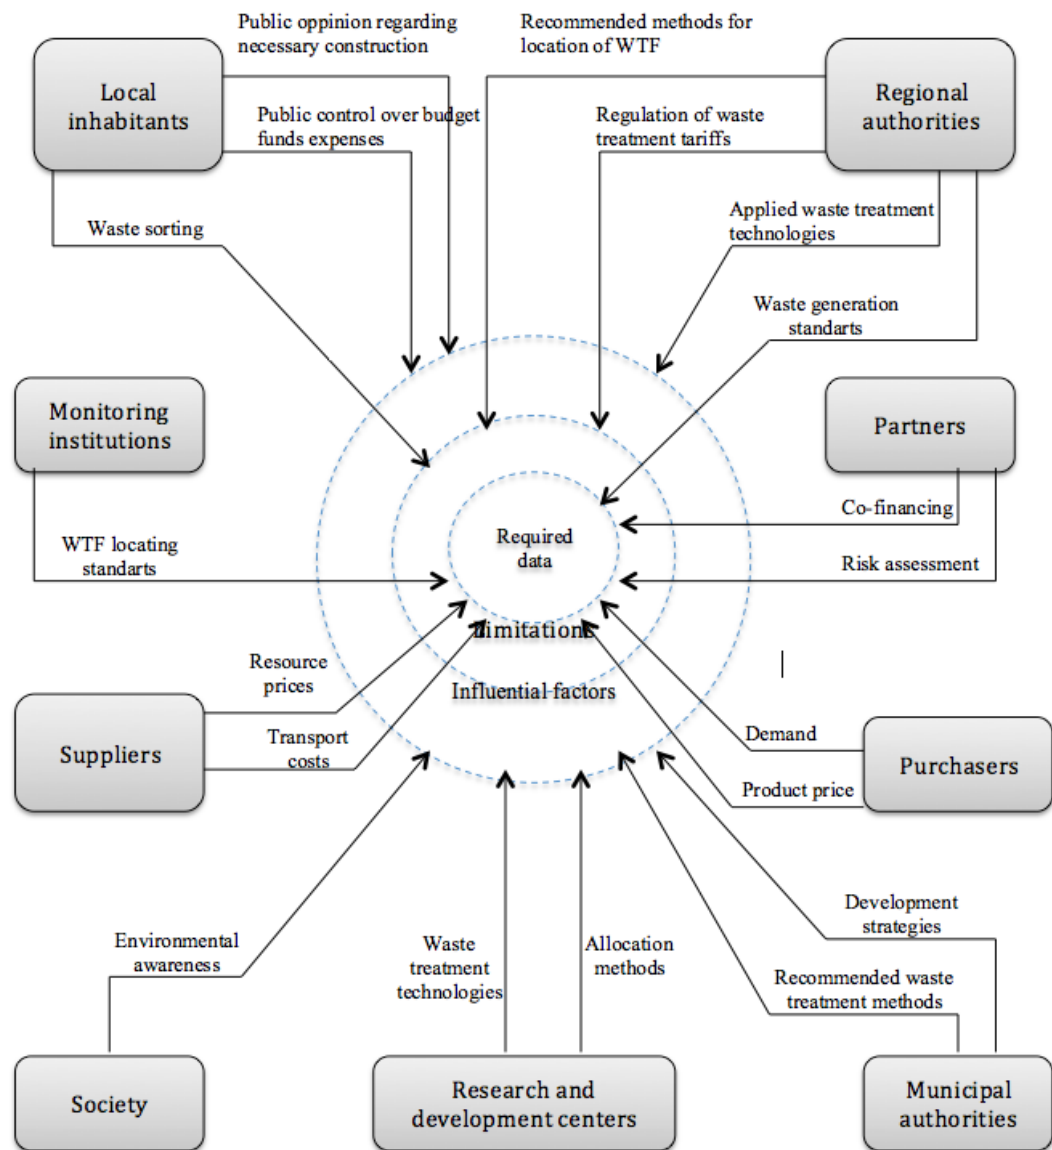 Public oppinion regarding
necessary construction
Recommended methods for
location of WTF
Local
inhabitants
Regional
authorities
Public control over budget
funds expenses
Regulation of waste
treatment tariffs
Waste sorting
Applied waste treatment
technologies
Waste generation
standarts
Monitoring
institutions
Partners
Co-financing
Required
data
WTF locating
standarts
Risk assessment
Limitations
Resource
prices
Influential factors
Suppliers
Transport
costs
Demand
Purchasers
Product price
Environmental
awareness
Waste
treatment
technologies
Allocation
methods
Development
strategies
Recommended waste
treatment methods
Society
Research and
development centers
Municipal
authorities